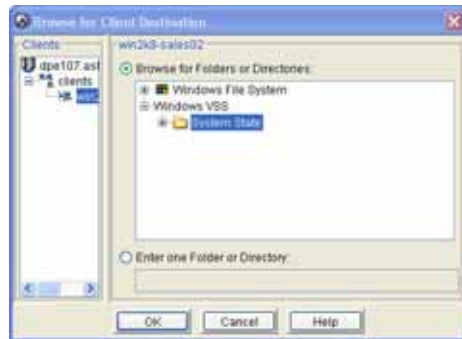 Browse for Client Destination
Clients
dpe107.asl
clients
win2
win2k8-sales02
Browse for Folders or Directories:
Windows File System
Windows VSS
System State
Enter one Folder or Directory:
OK
Cancel
Help